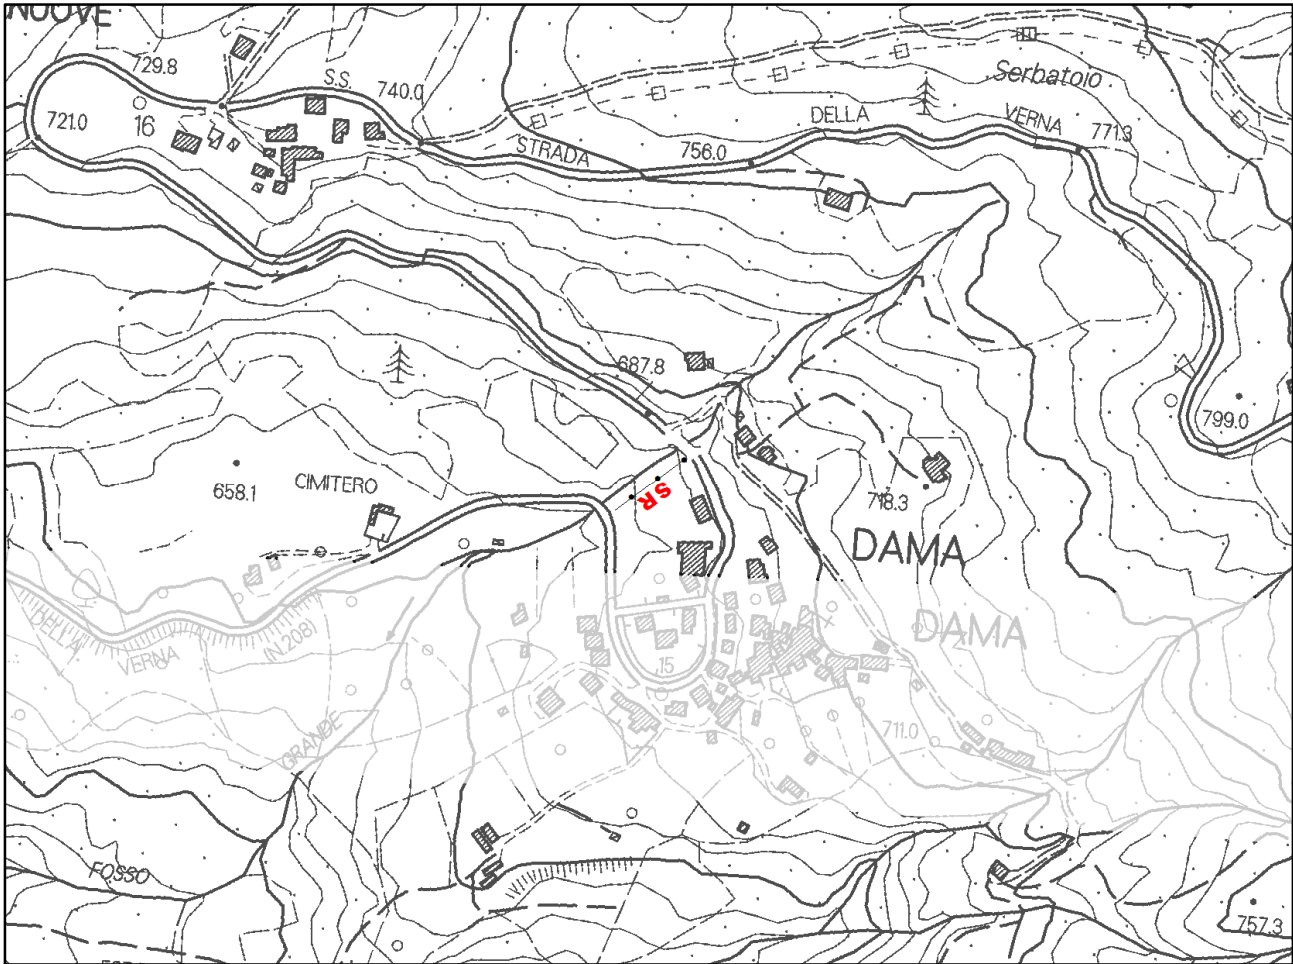 NUOVE
729.8
S.S.
740.0
Serbatoio
721.0
16
STRADA
756.0
DELLA
VERNA
771.3
687.8
799.0
658.1
CIMITERO
SR
718.3
DAMA
DELLA
VERNA
(N.208)
DAMA
15
GRANDE
711.0
FOSSO
757.3